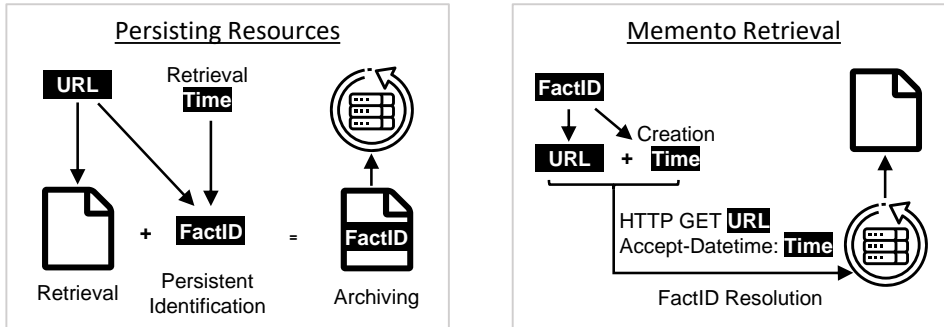 Persisting Resources
URL
Retrieval
Time
+
FactID
=
FactID
Retrieval
Persistent
Identification
Archiving
Memento Retrieval
FactID
Creation
URL + Time
HTTP GET URL
Accept-Datetime: Time
FactID Resolution